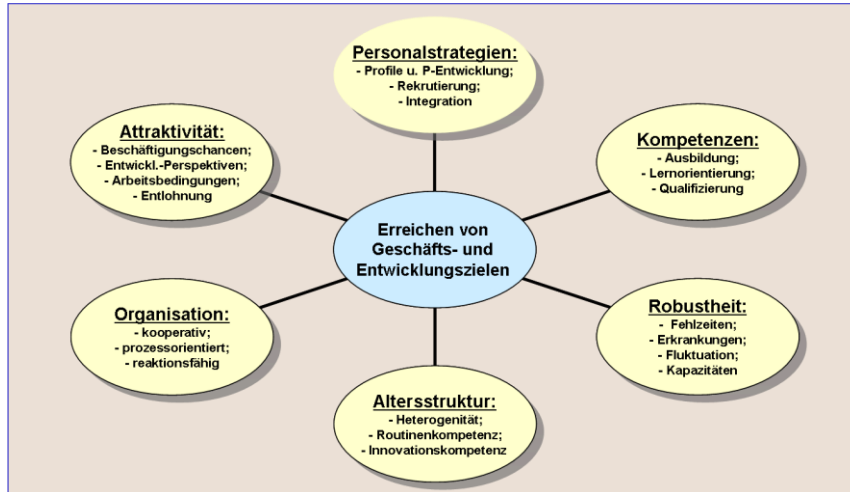 Personalstrategien:
- Profile u. P-Entwicklung;
- Rekrutierung;
- Integration
Attraktivität:
- Beschäftigungschancen;
- Entwickl.-Perspektiven;
- Arbeitsbedingungen;
- Entlohnung
Kompetenzen:
- Ausbildung;
- Lernorientierung;
- Qualifizierung
Erreichen von
Geschäfts- und
Entwicklungszielen
Organisation:
- kooperativ;
- prozessorientiert;
- reaktionsfähig
Robustheit:
- Fehlzeiten;
- Erkrankungen;
- Fluktuation;
- Kapazitäten
Altersstruktur:
- Heterogenität;
- Routinenkompetenz;
- Innovationskompetenz